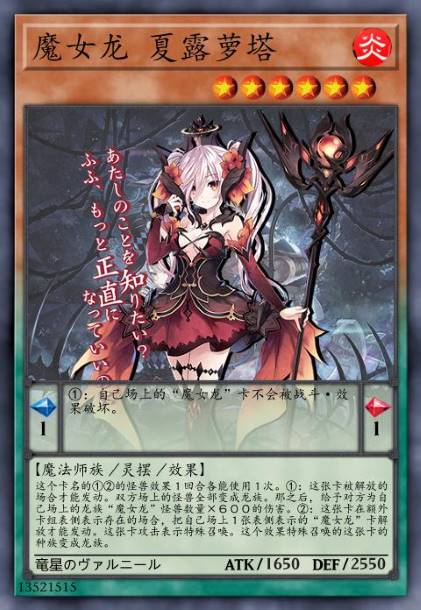 魔女龙 夏露萝塔
炎
あたしのことを知りたい?
ふふ、もっと正直に
なっていいの
①：自己场上的“魔女龙”卡不会被战斗·效
果破坏。
1
1
【魔法师族／灵摆／效果】
这个卡名的①②的怪兽效果1回合各能使用1次。①：这张卡被解放的
场合才能发动。双方场上的怪兽全部变成龙族。那之后，给予对方为自
己场上的龙族“魔女龙”怪兽数量×600的伤害。②：这张卡在额外
卡组表侧表示存在的场合，把自己场上1张表侧表示的“魔女龙”卡解
放才能发动。这张卡攻击表示特殊召唤。这个效果特殊召唤的这张卡的
种族变成龙族。
竜星のヴァルニール
ATK/1650 DEF/2550
13521515